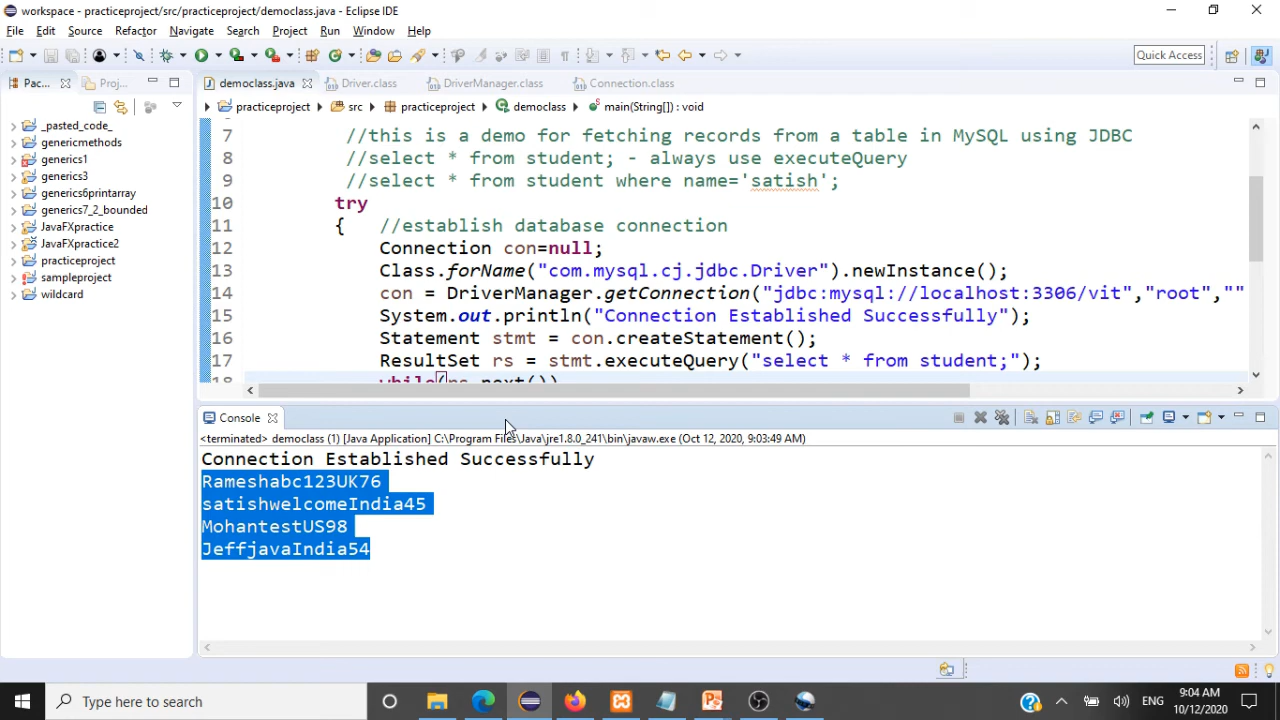 workspace - practiceproject/src/practiceproject/democlass.java - Eclipse IDE
File Edit Source Refactor Navigate Search Project Run Window Help
Quick Access
Pac... Proj... democlass.java Driver.class DriverManager.class Connection.class
practiceproject src practiceproject democlass main(String[]) : void
_pasted_code_
genericmethods
generics1
generics3
generics6printarray
generics7_2_bounded
JavaFXpractice
JavaFXpractice2
practiceproject
sampleproject
wildcard
7 //this is a demo for fetching records from a table in MySQL using JDBC
8 //select * from student; - always use executeQuery
9 //select * from student where name='satish';
10 try
11 { //establish database connection
12 Connection con=null;
13 Class.forName("com.mysql.cj.jdbc.Driver").newInstance();
14 con = DriverManager.getConnection("jdbc:mysql://localhost:3306/vit","root",""
15 System.out.println("Connection Established Successfully");
16 Statement stmt = con.createStatement();
17 ResultSet rs = stmt.executeQuery("select * from student;");
18 while(rs.next())
Console
<terminated> democlass (1) [Java Application] C:\Program Files\Java\jre1.8.0_241\bin\javaw.exe (Oct 12, 2020, 9:03:49 AM)
Connection Established Successfully
Rameshabc123UK76
satishwelcomeIndia45
MohantestUS98
JeffjavaIndia54
Type here to search
ENG
9:04 AM
10/12/2020